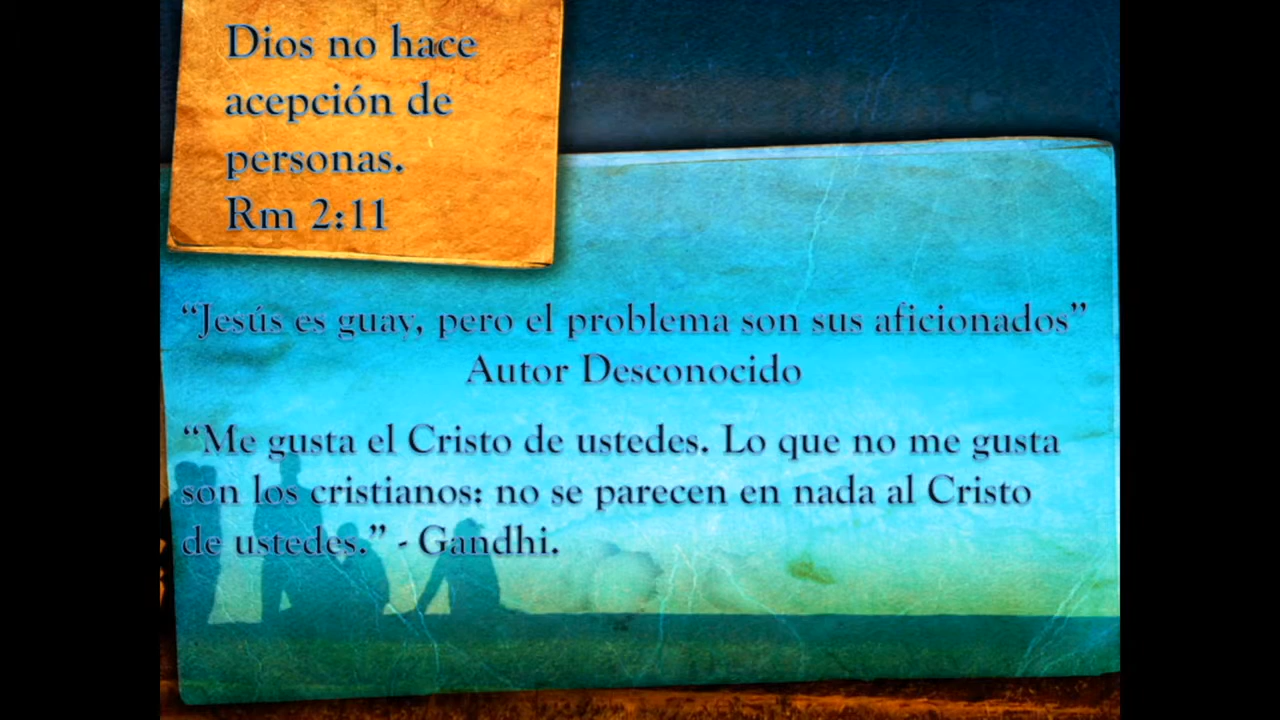 Dios no hace
acepción de
personas.
Rm 2:11
“Jesús es guay, pero el problema son sus aficionados”
Autor Desconocido
“Me gusta el Cristo de ustedes. Lo que no me gusta
son los cristianos: no se parecen en nada al Cristo
de ustedes.” - Gandhi.